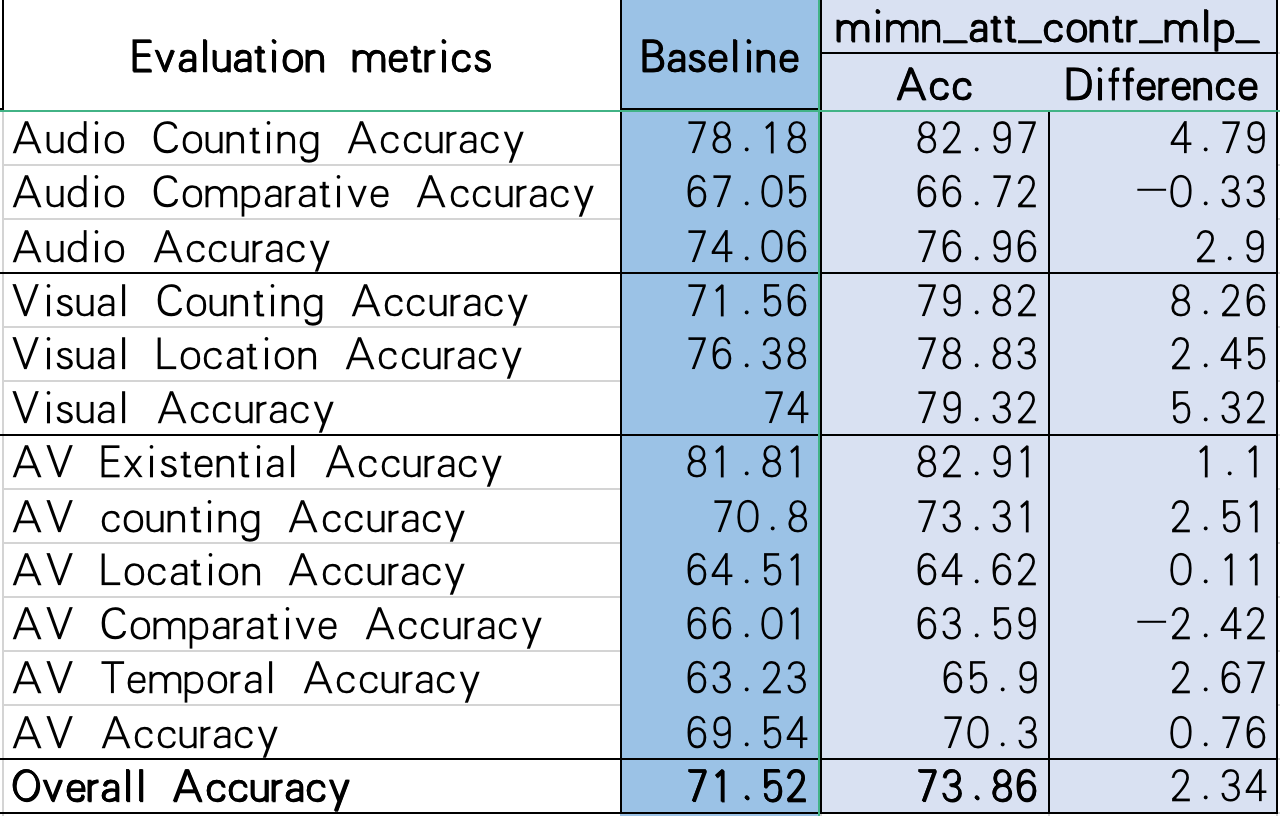 Evaluation metrics Baseline mimn_att_contr_mlp_
Acc Difference
Audio Counting Accuracy 78.18 82.97 4.79
Audio Comparative Accuracy 67.05 66.72 −0.33
Audio Accuracy 74.06 76.96 2.9
Visual Counting Accuracy 71.56 79.82 8.26
Visual Location Accuracy 76.38 78.83 2.45
Visual Accuracy 74 79.32 5.32
AV Existential Accuracy 81.81 82.91 1.1
AV counting Accuracy 70.8 73.31 2.51
AV Location Accuracy 64.51 64.62 0.11
AV Comparative Accuracy 66.01 63.59 −2.42
AV Temporal Accuracy 63.23 65.9 2.67
AV Accuracy 69.54 70.3 0.76
Overall Accuracy 71.52 73.86 2.34